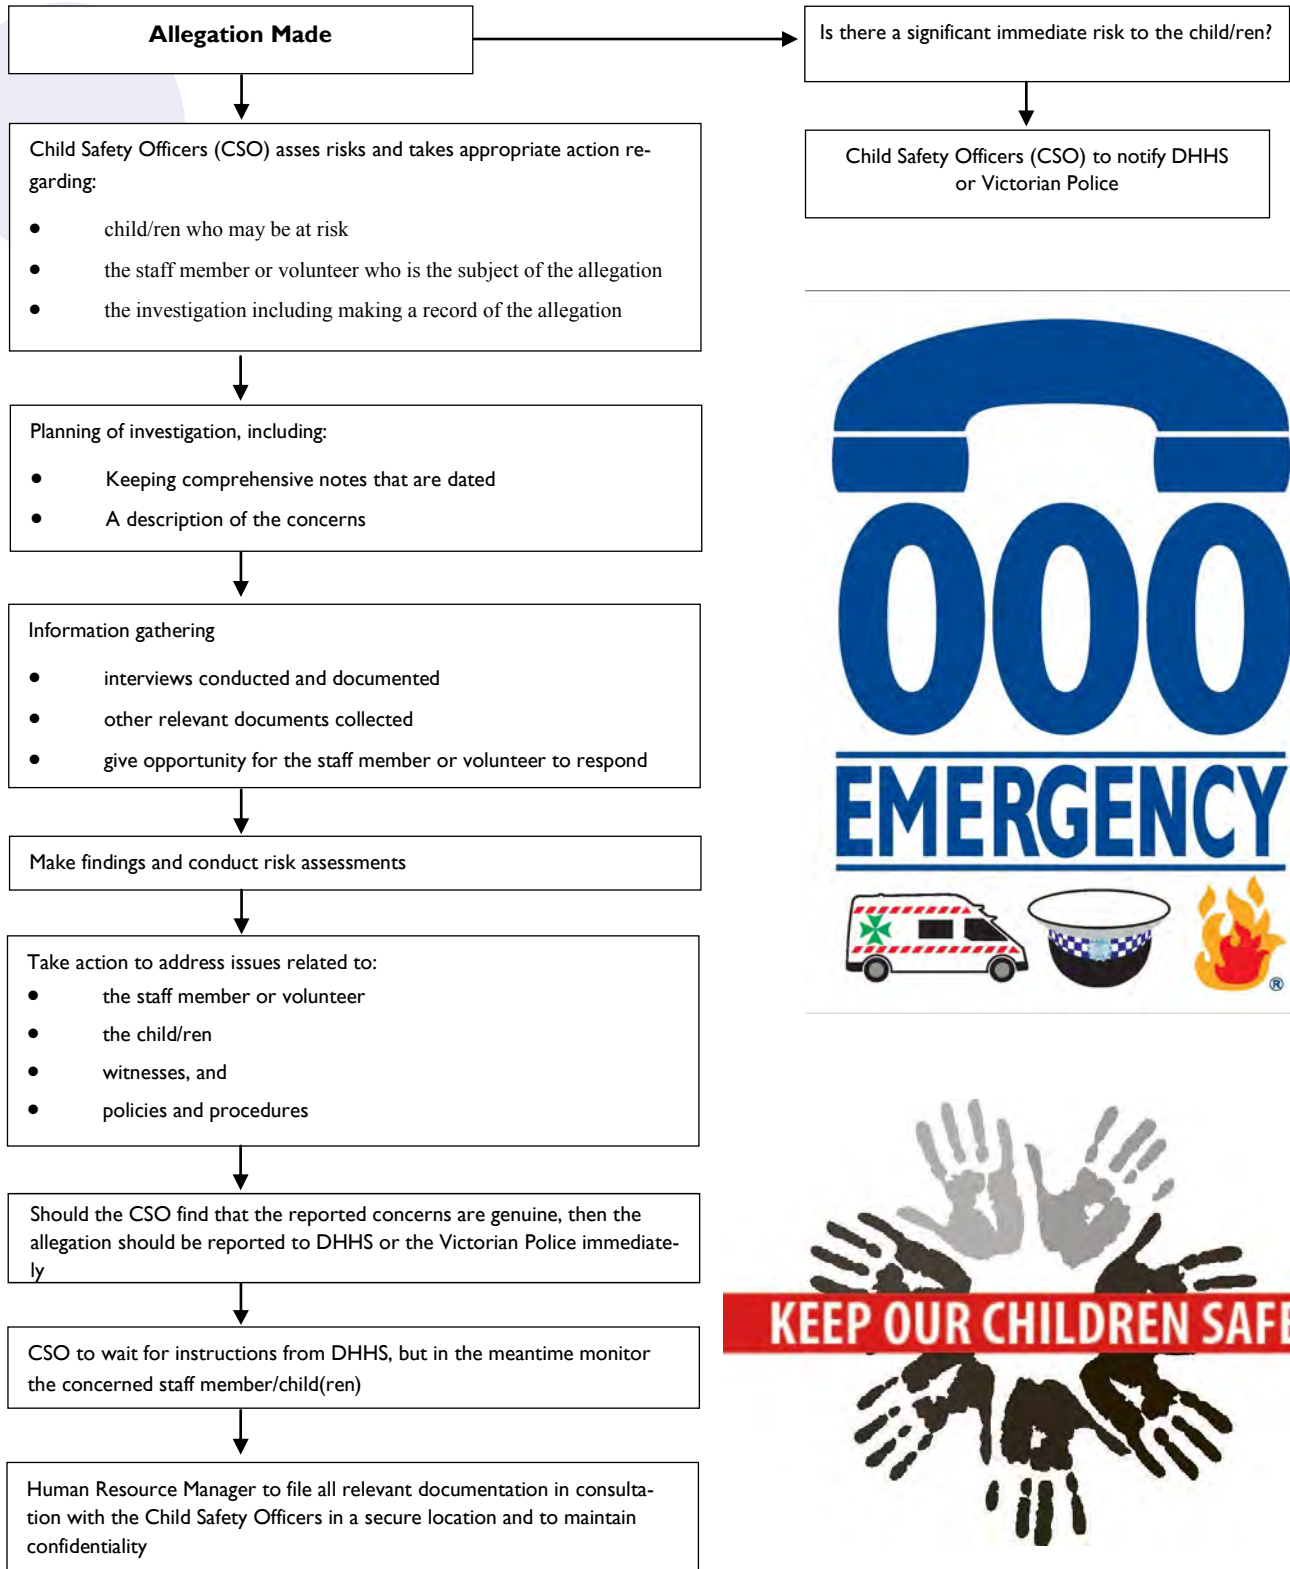 Allegation Made
Is there a significant immediate risk to the child/ren?
Child Safety Officers (CSO) to notify DHHS
or Victorian Police
Child Safety Officers (CSO) asses risks and takes appropriate action re-
garding:
• child/ren who may be at risk
• the staff member or volunteer who is the subject of the allegation
• the investigation including making a record of the allegation
Planning of investigation, including:
• Keeping comprehensive notes that are dated
• A description of the concerns
Information gathering
• interviews conducted and documented
• other relevant documents collected
• give opportunity for the staff member or volunteer to respond
Make findings and conduct risk assessments
Take action to address issues related to:
• the staff member or volunteer
• the child/ren
• witnesses, and
• policies and procedures
Should the CSO find that the reported concerns are genuine, then the
allegation should be reported to DHHS or the Victorian Police immediate-
ly
CSO to wait for instructions from DHHS, but in the meantime monitor
the concerned staff member/child(ren)
Human Resource Manager to file all relevant documentation in consulta-
tion with the Child Safety Officers in a secure location and to maintain
confidentiality
000
EMERGENCY
®
KEEP OUR CHILDREN SAFE